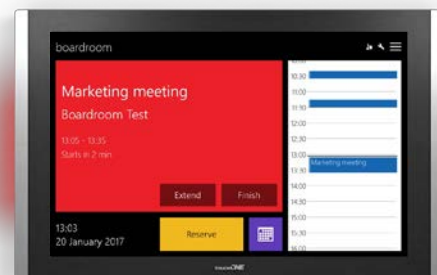 boardroom
Marketing meeting
Boardroom Test
13:05 - 13:35
Starts in 2 min
Extend
Finish
13:03
20 January 2017
Reserve
10:30
11:00
11:30
12:00
12:30
13:00
Marketing meeting
13:30
14:00
14:30
15:00
15:30
16:00